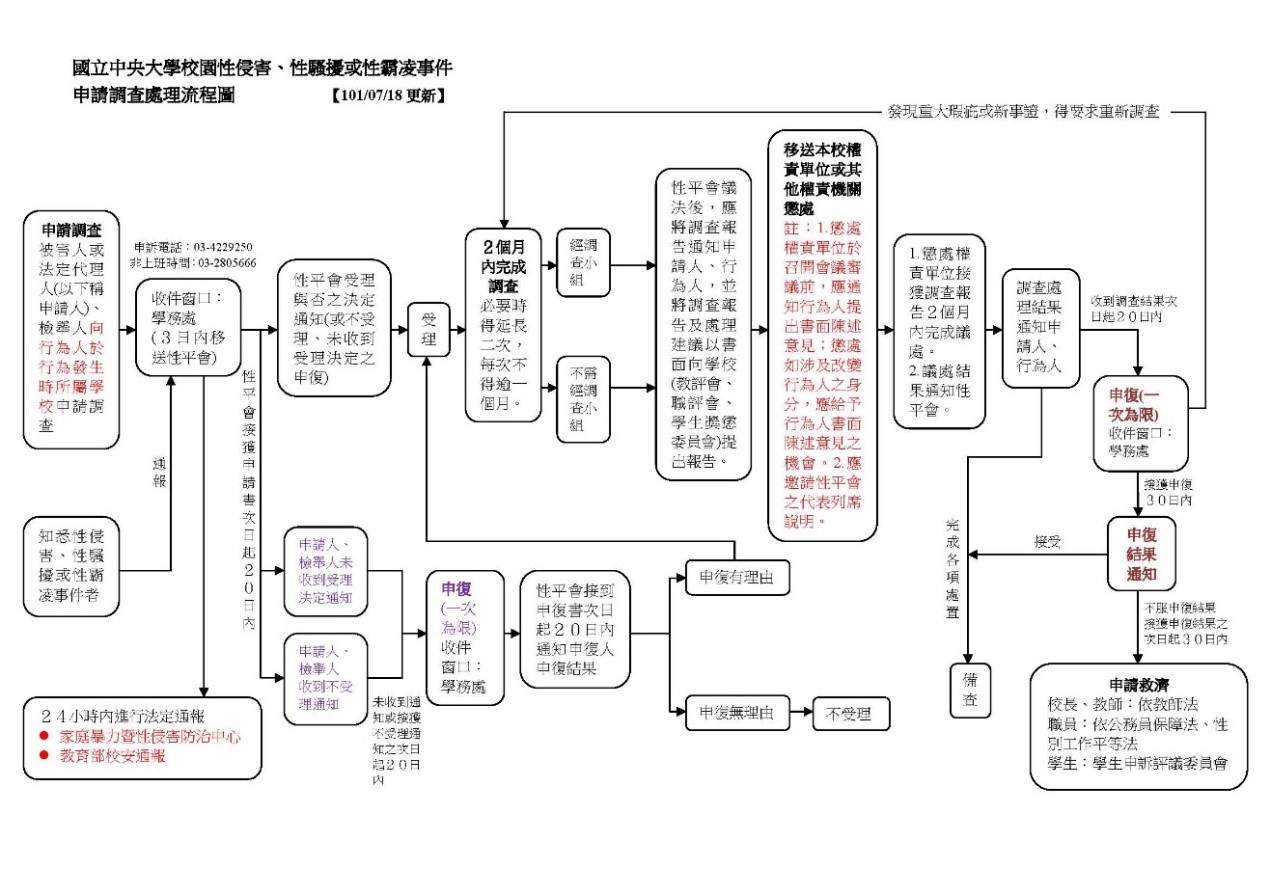 國立中央大學校園性侵害、性騷擾或性霸凌事件
申請調查處理流程圖
【101/07/18 更新】
發現重大瑕疵或新事證，得要求重新調查
申請調查
被害人或
法定代理
人(以下稱
申請人)、
檢舉人向
行為人於
行為發生
時所屬學
校申請調
查
申訴電話：03-4229250
非上班時間：03-2805666
收件窗口：
學務處
(３日內移
送性平會)
性平會受理
與否之決定
通知(或不受
理、未收到
受理決定之
申復)
受
理
２個月
內完成
調查
必要時
得延長
二次，
每次不
得逾一
個月。
經調
查小
組
不需
經調
查小
組
性平會議
決後，應
將調查報
告通知申
請人、行
為人，並
將調查報
告及處理
建議以書
面向學校
(教評會、
職評會、
學生獎懲
委員會)提
出報告。
移送本校權
責單位或其
他權責機關
懲處
註：1.懲處
權責單位於
召開會議審
議前，應通
知行為人提
出書面陳述
意見；懲處
如涉及改變
行為人之身
分，應給予
行為人書面
陳述意見之
機會。2.應
邀請性平會
之代表列席
說明。
1.懲處權
責單位接
獲調查報
告２個月
內完成議
處。
2.議處結
果通知性
平會。
調查處
理結果
通知申
請人、
行為人
收到調查結果次
日起20日內
申復(一
次為限)
收件窗口：
學務處
接獲申復
30日內
申復
結果
通知
接受
完
成
各
項
處
置
備
查
不服申復結果
接獲申復結果之
次日起30日內
申請救濟
校長、教師：依教師法
職員：依公務員保障法、性
別工作平等法
學生：學生申訴評議委員會
通
報
知悉性侵
害、性騷
擾或性霸
凌事件者
性
平
會
接
獲
申
請
書
次
日
起
２
０
日
內
申請人、
檢舉人未
收到受理
決定通知
申請人、
檢舉人
收到不受
理通知
未收到通
知或接獲
不受理通
知之次日
起２０日
內
申復
(一次
為限)
收件
窗口：
學務處
性平會接到
申復書次日
起２０日內
通知申復人
申復結果
申復有理由
申復無理由
不受理
２４小時內進行法定通報
● 家庭暴力暨性侵害防治中心
● 教育部校安通報